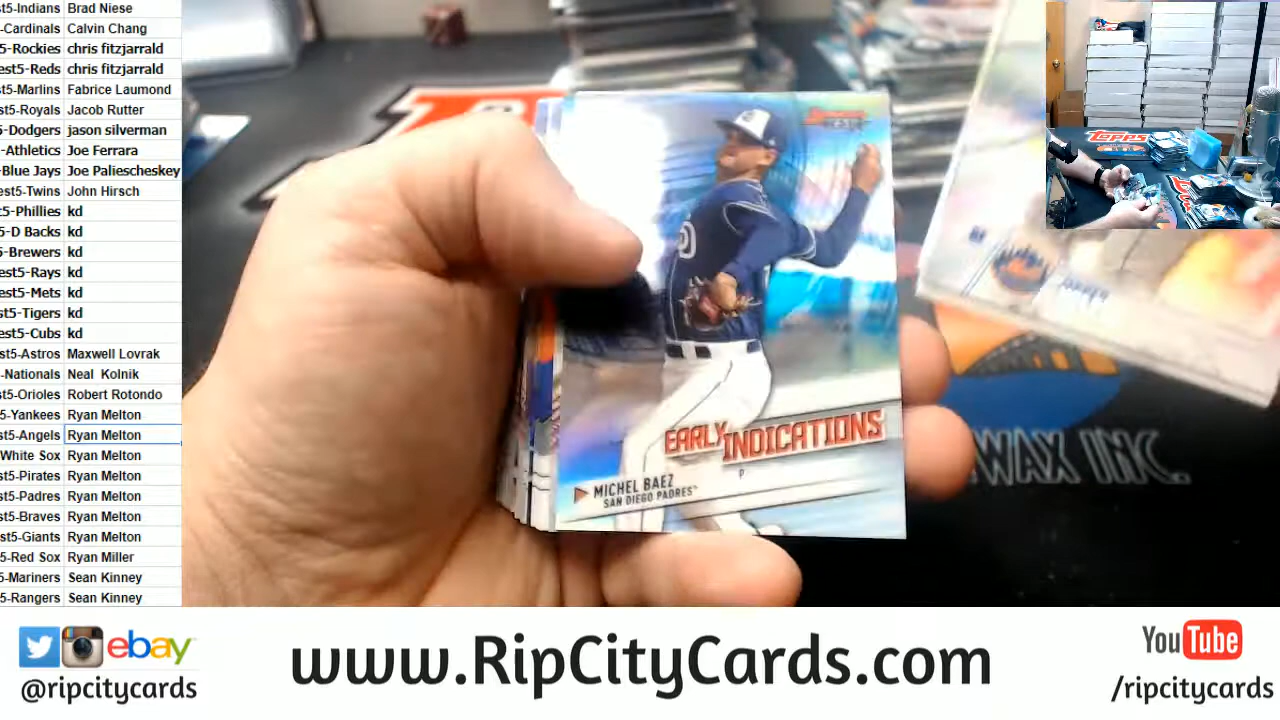 st5-Indians Brad Niese
-Cardinals Calvin Chang
5-Rockies chris fitzjarrald
est5-Reds chris fitzjarrald
st5-Marlins Fabrice Laumond
st5-Royals Jacob Rutter
-Dodgers jason silverman
-Athletics Joe Ferrara
Blue Jays Joe Paliescheskey
st5-Twins John Hirsch
t5-Phillies kd
5-D Backs kd
5-Brewers kd
est5-Rays kd
est5-Mets kd
st5-Tigers kd
est5-Cubs kd
st5-Astros Maxwell Lovrak
-Nationals Neal Kolnik
st5-Orioles Robert Rotondo
5-Yankees Ryan Melton
st5-Angels Ryan Melton
White Sox Ryan Melton
st5-Pirates Ryan Melton
st5-Padres Ryan Melton
st5-Braves Ryan Melton
st5-Giants Ryan Melton
5-Red Sox Ryan Miller
5-Mariners Sean Kinney
5-Rangers Sean Kinney
EARLY INDICATIONS
P
MICHEL BAEZ
SAN DIEGO PADRES
WAX INC.
Topps
ebay
@ripcitycards
www.RipCityCards.com
YouTube
/ripcitycards